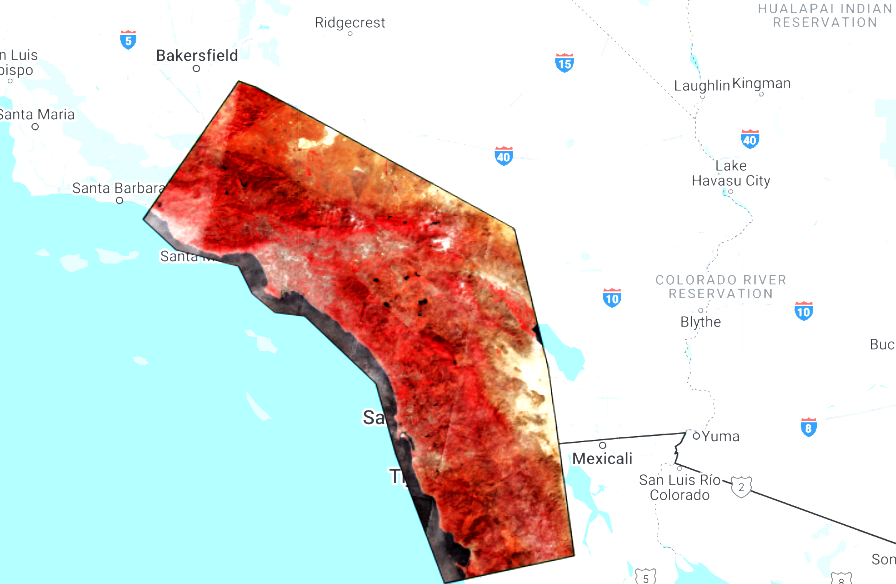 HUALAPAI INDIAN
RESERVATION
Ridgecrest
5
n Luis
bispo
Bakersfield
15
Laughlin
Kingman
Santa Maria
40
40
Lake
Havasu City
Santa Barbara
Santa
COLORADO RIVER
RESERVATION
10
10
Blythe
Buc
Sa
8
Yuma
Mexicali
T
San Luis Río
Colorado
2
Son
5
8